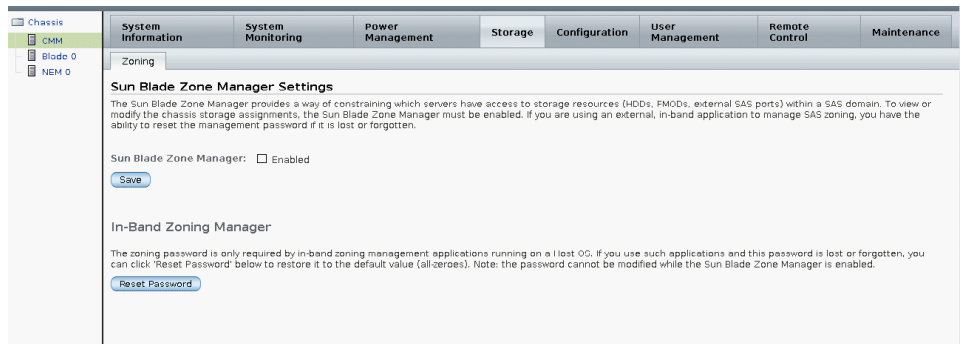 Chassis
CMM
Blade 0
NEM 0
System Information
System Monitoring
Power Management
Storage
Configuration
User Management
Remote Control
Maintenance
Zoning
Sun Blade Zone Manager Settings
The Sun Blade Zone Manager provides a way of constraining which servers have access to storage resources (HDDs, FMODs, external SAS ports) within a SAS domain. To view or
modify the chassis storage assignments, the Sun Blade Zone Manager must be enabled. If you are using an external, in-band application to manage SAS zoning, you have the
ability to reset the management password if it is lost or forgotten.
Sun Blade Zone Manager: Enabled
Save
In-Band Zoning Manager
The zoning password is only required by in-band zoning management applications running on a Host OS. If you use such applications and this password is lost or forgotten, you
can click 'Reset Password' below to restore it to the default value (all-zeroes). Note: the password cannot be modified while the Sun Blade Zone Manager is enabled.
Reset Password